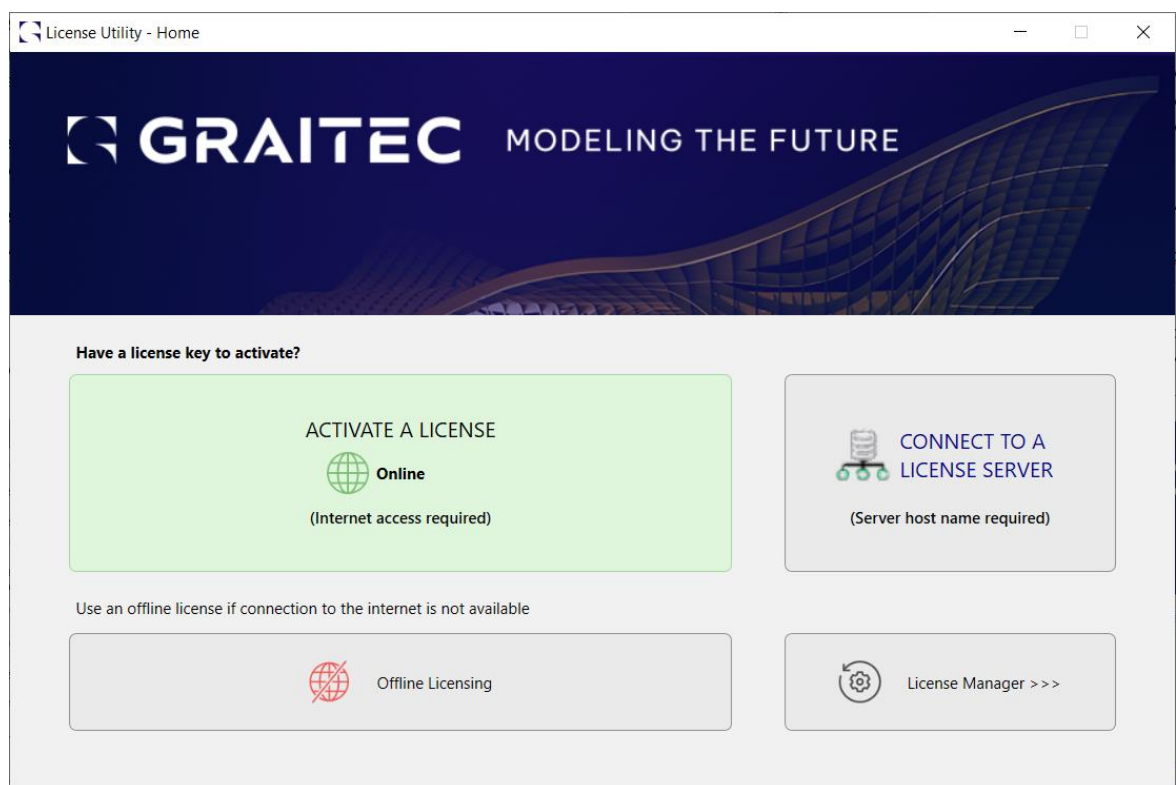 License Utility - Home
GRAITEC MODELING THE FUTURE
Have a license key to activate?
ACTIVATE A LICENSE
Online
(Internet access required)
CONNECT TO A
LICENSE SERVER
(Server host name required)
Use an offline license if connection to the internet is not available
Offline Licensing
License Manager >>>